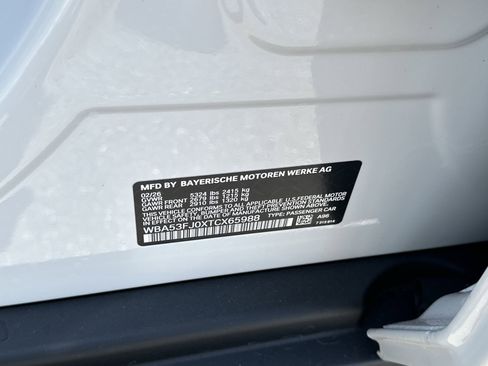 MFD BY BAYERISCHE MOTOREN WERKE AG
02/26 5324 lbs 2415 kg
GVWR
GAWR FRONT 2679 lbs 1215 kg
GAWR REAR 2910 lbs 1320 kg
THIS VEHICLE CONFORMS TO ALL APPLICABLE U.S. FEDERAL MOTOR
VEHICLE SAFETY, BUMPER AND THEFT PREVENTION STANDARDS IN
EFFECT ON THE DATE OF MANUFACTURE SHOWN ABOVE.
WBA53FJ0XTCX65988 TYPE: PASSENGER CAR
A96